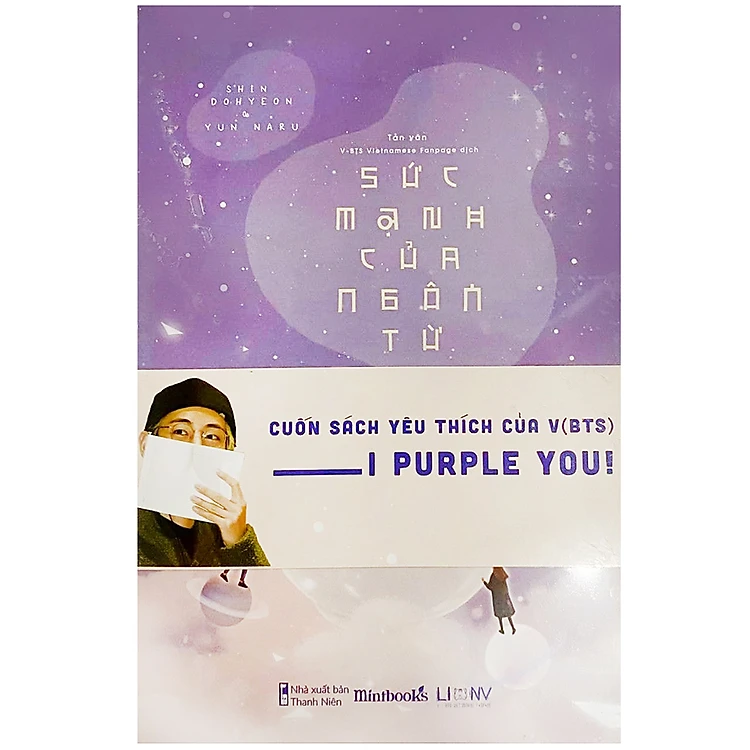 SHIN
DOHYEON
&
YUN NARU
Tản văn
V-BTS Vietnamese Fanpage dịch
SỨC
MẠNH
CỦA
NGÔN
TỪ
CUỐN SÁCH YÊU THÍCH CỦA V(BTS)
I PURPLE YOU!
Nhà xuất bản
Thanh Niên
Mintbooks
LIONV